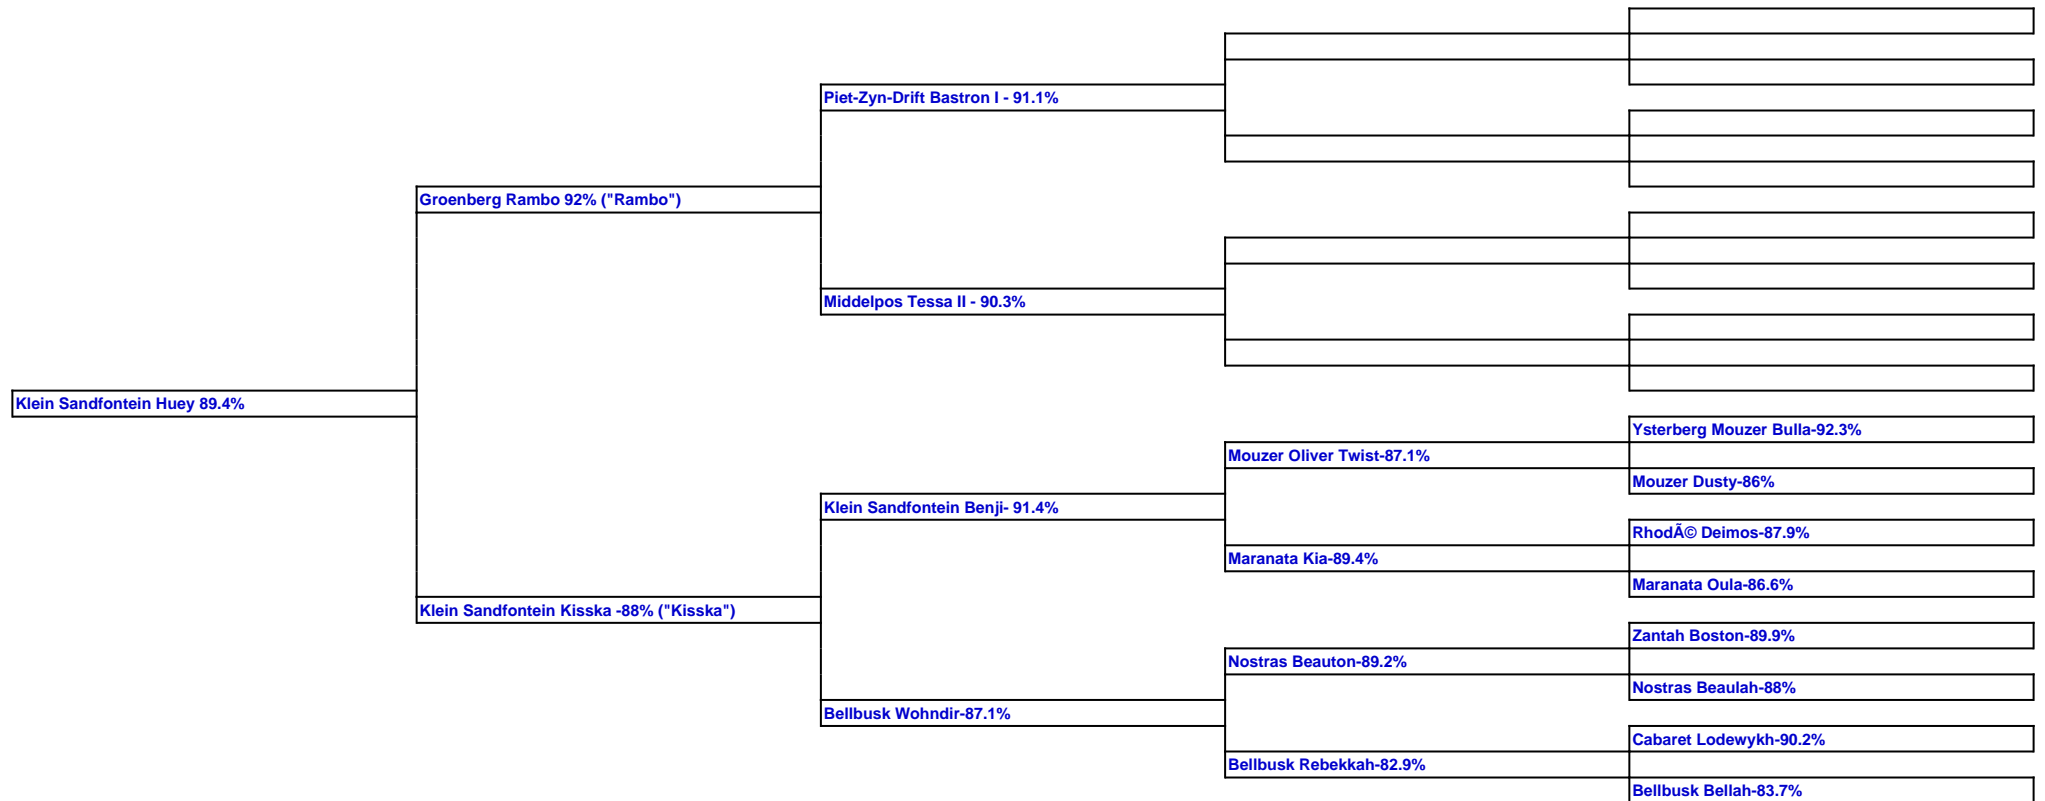 Piet-Zyn-Drift Bastron I - 91.1%
Groenberg Rambo 92% ("Rambo")
Middelpos Tessa II - 90.3%
Klein Sandfontein Huey 89.4%
Ysterberg Mouzer Bulla-92.3%
Mouzer Oliver Twist-87.1%
Mouzer Dusty-86%
Klein Sandfontein Benji- 91.4%
RhodÃ© Deimos-87.9%
Maranata Kia-89.4%
Maranata Oula-86.6%
Klein Sandfontein Kisska -88% ("Kisska")
Zantah Boston-89.9%
Nostras Beauton-89.2%
Nostras Beaulah-88%
Bellbusk Wohndir-87.1%
Cabaret Lodewykh-90.2%
Bellbusk Rebekkah-82.9%
Bellbusk Bellah-83.7%